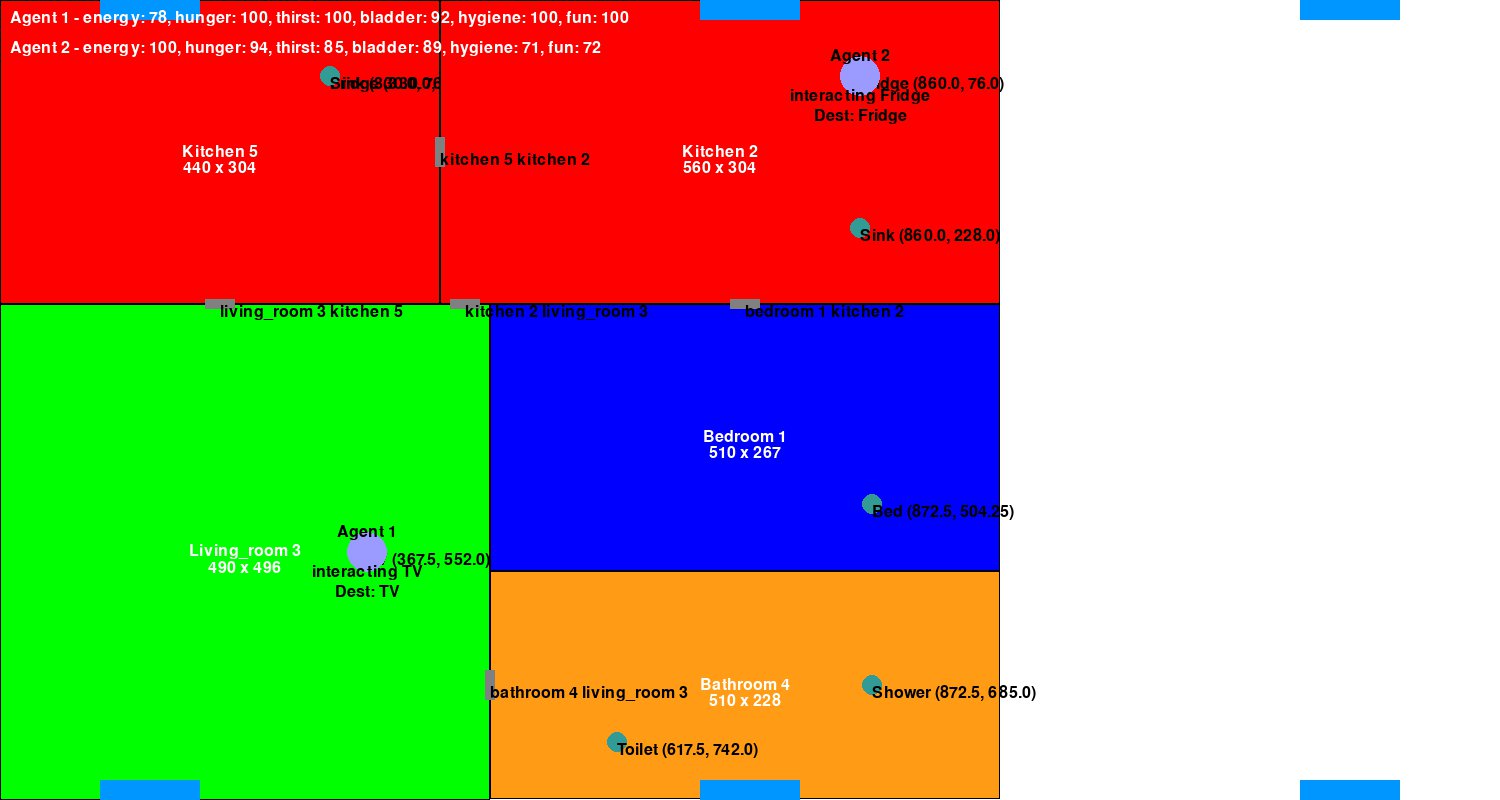 Agent 1 - energy: 78, hunger: 100, thirst: 100, bladder: 92, hygiene: 100, fun: 100
Agent 2 - energy: 100, hunger: 94, thirst: 85, bladder: 89, hygiene: 71, fun: 72
Agent 2
(860.0, 76.0)
interacting Fridge
Dest: Fridge
Kitchen 5
440 x 304
kitchen 5 kitchen 2
Kitchen 2
560 x 304
Sink (860.0, 228.0)
living_room 3 kitchen 5
kitchen 2 living_room 3
bedroom 1 kitchen 2
Bedroom 1
510 x 267
Bed (872.5, 504.25)
Agent 1
(367.5, 552.0)
interacting TV
Dest: TV
Living_room 3
490 x 496
bathroom 4 living_room 3
Bathroom 4
510 x 228
Shower (872.5, 685.0)
Toilet (617.5, 742.0)